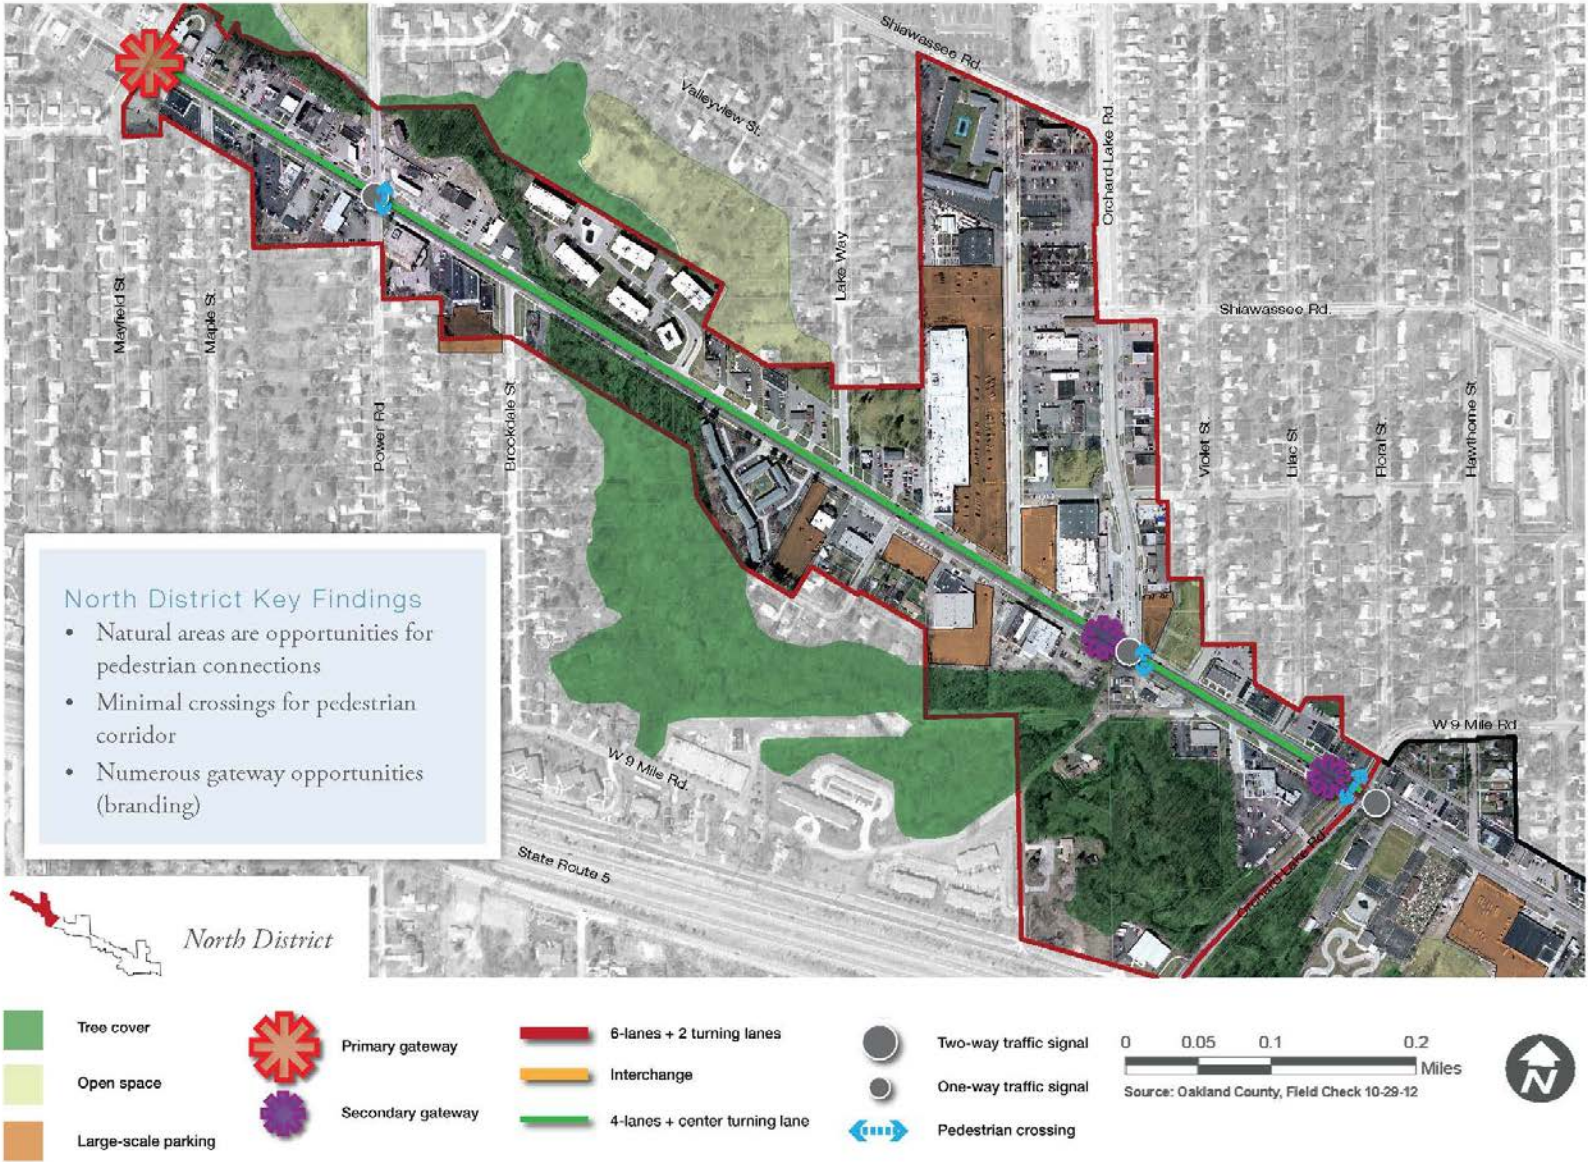 Shiawassee Rd.
Valleyview St.
Orchard Lake Rd.
Lake Way
Mayfield St
Maple St.
Shiawassee Rd.
Power Rd
Brookdale St
Violet St
Lilac St
Floral St
Hawthorne St
North District Key Findings
• Natural areas are opportunities for
pedestrian connections
• Minimal crossings for pedestrian
corridor
• Numerous gateway opportunities
(branding)
W 9 Mile Rd
W 9 Mile Rd.
State Route 5
Orchard Lake Rd.
North District
Tree cover
Open space
Large-scale parking
Primary gateway
Secondary gateway
6-lanes + 2 turning lanes
Interchange
4-lanes + center turning lane
Two-way traffic signal
One-way traffic signal
Pedestrian crossing
0 0.05 0.1 0.2
Miles
Source: Oakland County, Field Check 10-29-12
N